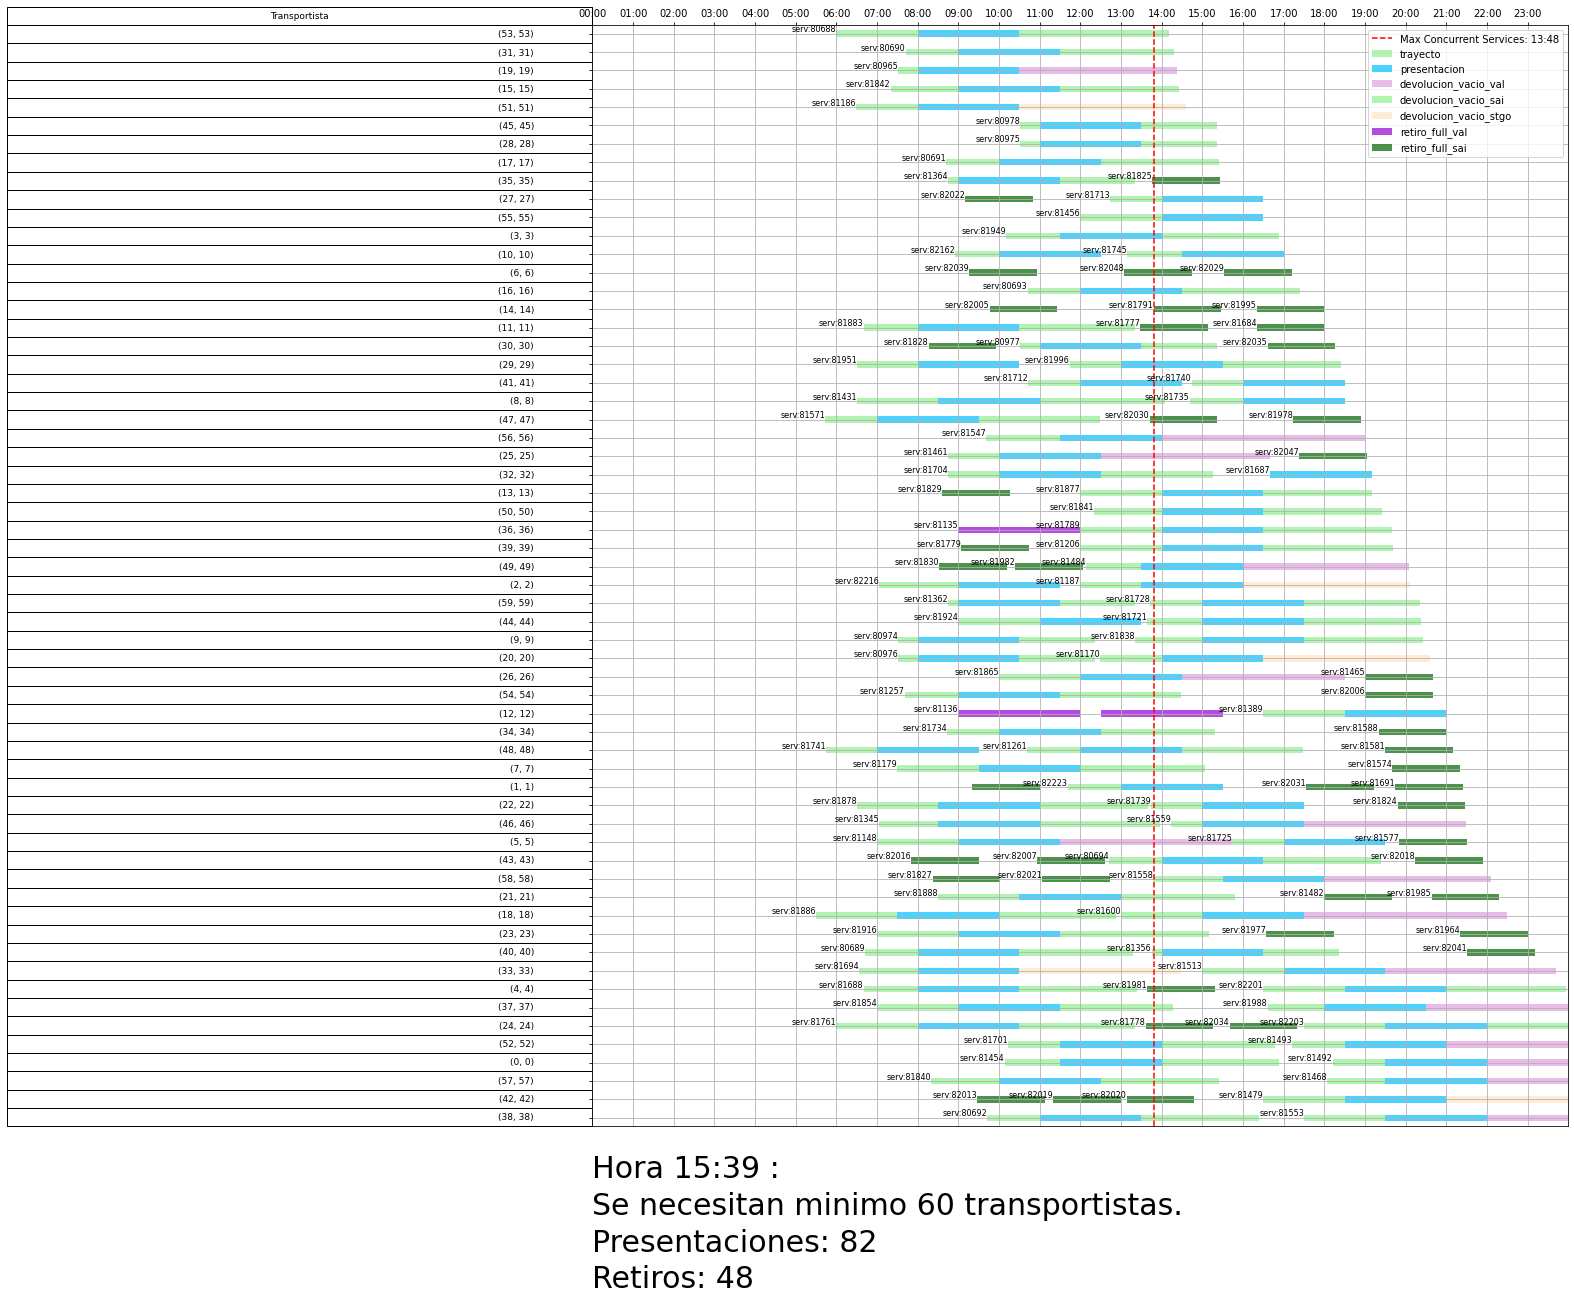 Transportista
00:00 01:00 02:00 03:00 04:00 05:00 06:00 07:00 08:00 09:00 10:00 11:00 12:00 13:00 14:00 15:00 16:00 17:00 18:00 19:00 20:00 21:00 22:00 23:00
Max Concurrent Services: 13:48
trayecto
presentacion
devolucion_vacio_val
devolucion_vacio_sai
devolucion_vacio_stgo
retiro_full_val
retiro_full_sai
(53, 53) serv:80688
(31, 31) serv:80690
(19, 19) serv:80965
(15, 15) serv:81842
(51, 51) serv:81186
(45, 45) serv:80978
(28, 28) serv:80975
(17, 17) serv:80691
(35, 35) serv:81364 serv:81825
(27, 27) serv:82022 serv:81713
(55, 55) serv:81456
(3, 3) serv:81949
(10, 10) serv:82162 serv:81745
(6, 6) serv:82039 serv:82048 serv:82029
(16, 16) serv:80693
(14, 14) serv:82005 serv:81791 serv:81995
(11, 11) serv:81883 serv:81777 serv:81684
(30, 30) serv:81828 serv:80977 serv:82035
(29, 29) serv:81951 serv:81996
(41, 41) serv:81712 serv:81740
(8, 8) serv:81431 serv:81735
(47, 47) serv:81571 serv:82030 serv:81978
(56, 56) serv:81547
(25, 25) serv:81461 serv:82047
(32, 32) serv:81704 serv:81687
(13, 13) serv:81829 serv:81877
(50, 50) serv:81841
(36, 36) serv:81135 serv:81789
(39, 39) serv:81779 serv:81206
(49, 49) serv:81830 serv:81982 serv:81484
(2, 2) serv:82216 serv:81187
(59, 59) serv:81362 serv:81728
(44, 44) serv:81924 serv:81721
(9, 9) serv:80974 serv:81838
(20, 20) serv:80976 serv:81170
(26, 26) serv:81865 serv:81465
(54, 54) serv:81257 serv:82006
(12, 12) serv:81136 serv:81389
(34, 34) serv:81734 serv:81588
(48, 48) serv:81741 serv:81261 serv:81581
(7, 7) serv:81179 serv:81574
(1, 1) serv:82223 serv:82031 serv:81691
(22, 22) serv:81878 serv:81739 serv:81824
(46, 46) serv:81345 serv:81559
(5, 5) serv:81148 serv:81725 serv:81577
(43, 43) serv:82016 serv:82007 serv:80694 serv:82018
(58, 58) serv:81827 serv:82021 serv:81558
(21, 21) serv:81888 serv:81482 serv:81985
(18, 18) serv:81886 serv:81600
(23, 23) serv:81916 serv:81977 serv:81964
(40, 40) serv:80689 serv:81356 serv:82041
(33, 33) serv:81694 serv:81513
(4, 4) serv:81688 serv:81981 serv:82201
(37, 37) serv:81854 serv:81988
(24, 24) serv:81761 serv:81778 serv:82034 serv:82203
(52, 52) serv:81701 serv:81493
(0, 0) serv:81454 serv:81492
(57, 57) serv:81840 serv:81468
(42, 42) serv:82013 serv:82019 serv:82020 serv:81479
(38, 38) serv:80692 serv:81553
Hora 15:39 :
Se necesitan minimo 60 transportistas.
Presentaciones: 82
Retiros: 48